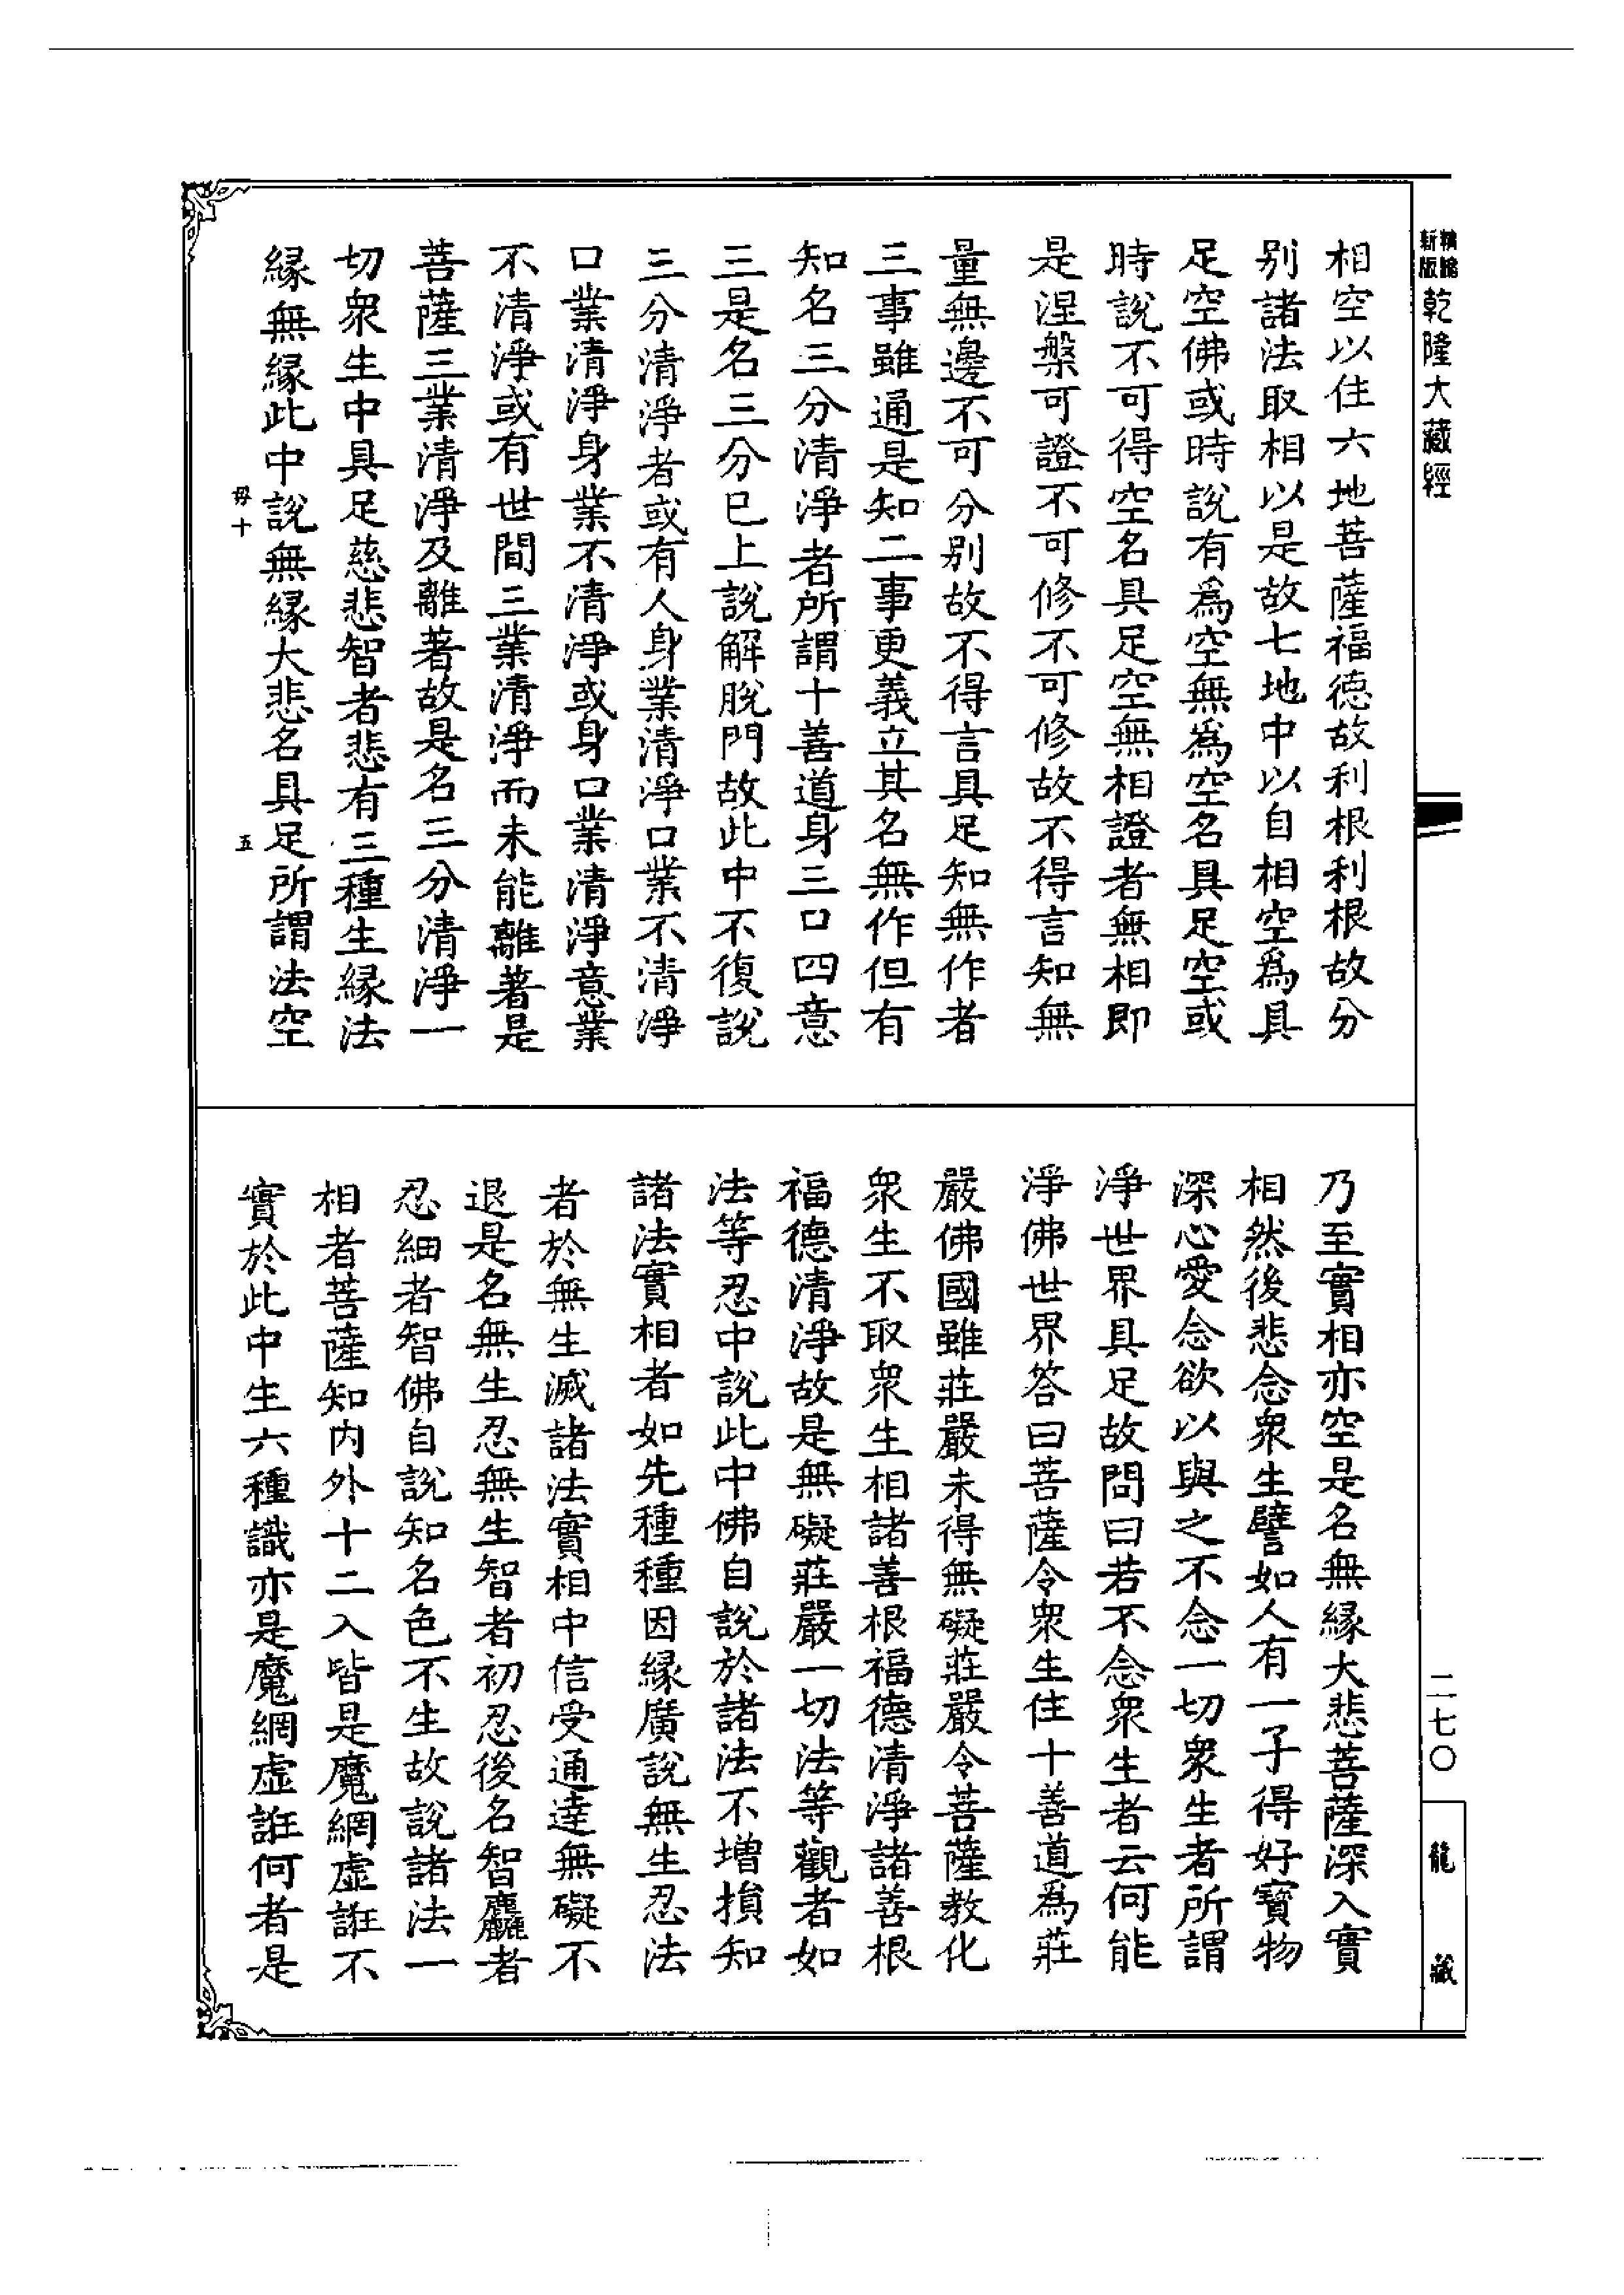 新版
精縮
乾隆大藏經
二七〇
龍藏
相空以住六地菩薩福德故利根利根故分
別諸法取相以是故七地中以自相空爲具
足空佛或時說有爲空無爲空名具足空或
時說不可得空名具足空無相證者無相即
是涅槃可證不可修不可修故不得言知無
量無邊不可分別故不得言具足知無作者
三事雖通是知二事更義立其名無作但有
知名三分清淨者所謂十善道身三口四意
三是名三分已上說解脫門故此中不復說
三分清淨者或有人身業清淨口業不清淨
口業清淨身業不清淨或身口業清淨意業
不清淨或有世間三業清淨而未能離著是
菩薩三業清淨及離著故是名三分清淨一
切衆生中具足慈悲智者悲有三種生緣法
緣無緣此中說無緣大悲名具足所謂法空
毋十
五
乃至實相亦空是名無緣大悲菩薩深入實
相然後悲念衆生譬如人有一子得好寶物
深心愛念欲以與之不念一切衆生者所謂
淨世界具足故問曰若不念衆生者云何能
淨佛世界答曰菩薩令衆生住十善道爲莊
嚴佛國雖莊嚴未得無礙莊嚴令菩薩教化
衆生不取衆生相諸善根福德清淨諸善根
福德清淨故是無礙莊嚴一切法等觀者如
法等忍中說此中佛自說於諸法不增損知
諸法實相者如先種種因緣廣說無生忍法
者於無生滅諸法實相中信受通達無礙不
退是名無生忍無生智者初忍後名智麤者
忍細者智佛自說知名色不生故說諸法一
相者菩薩知内外十二入皆是魔網虛誑不
實於此中生六種識亦是魔網虛誑何者是